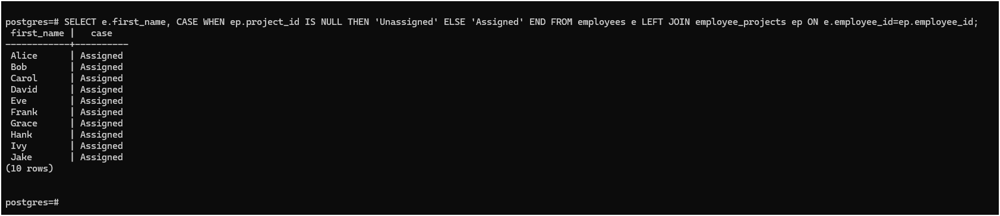 postgres=# SELECT e.first_name, CASE WHEN ep.project_id IS NULL THEN 'Unassigned' ELSE 'Assigned' END FROM employees e LEFT JOIN employee_projects ep ON e.employee_id=ep.employee_id;
 first_name |   case
------------+----------
 Alice      | Assigned
 Bob        | Assigned
 Carol      | Assigned
 David      | Assigned
 Eve        | Assigned
 Frank      | Assigned
 Grace      | Assigned
 Hank       | Assigned
 Ivy        | Assigned
 Jake       | Assigned
(10 rows)
postgres=#